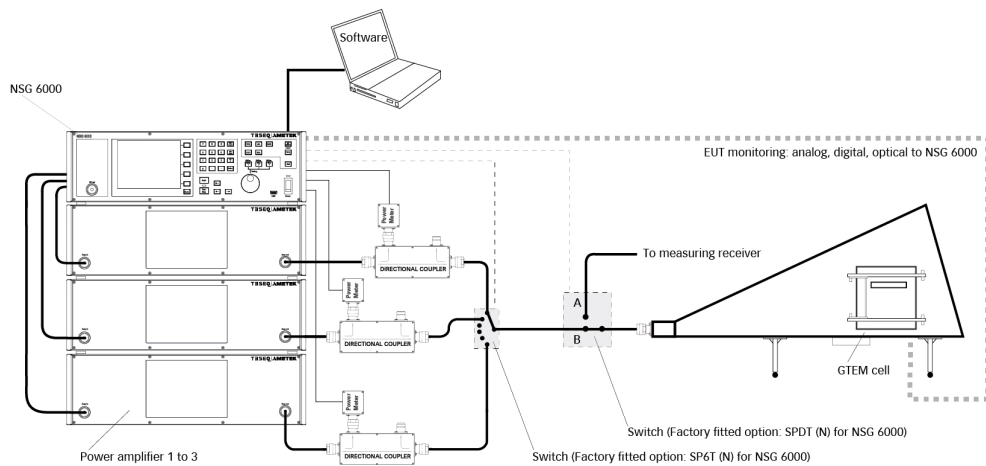 Software
NSG 6000
NSG 6000
TESEQ AMETEK
EUT monitoring: analog, digital, optical to NSG 6000
Power
Meter
TESEQ AMETEK
DIRECTIONAL COUPLER
To measuring receiver
A
B
Power
Meter
TESEQ AMETEK
DIRECTIONAL COUPLER
GTEM cell
TESEQ AMETEK
Power
Meter
DIRECTIONAL COUPLER
Switch (Factory fitted option: SPDT (N) for NSG 6000)
Power amplifier 1 to 3
Switch (Factory fitted option: SP6T (N) for NSG 6000)